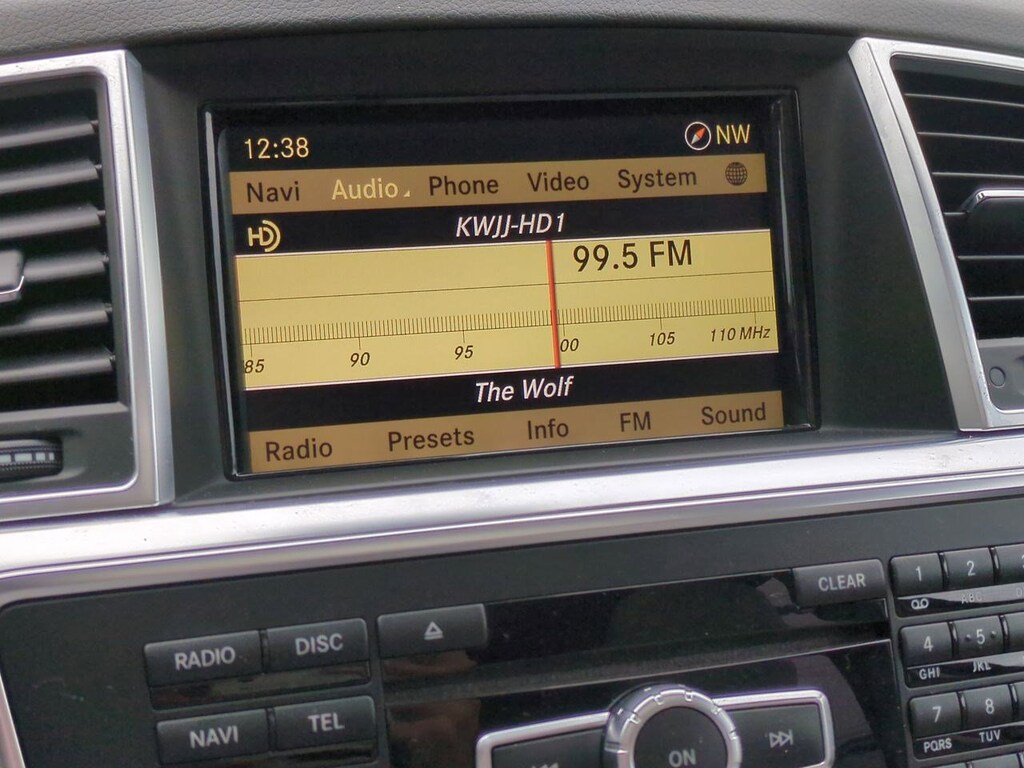 12:38 NW
Navi Audio Phone Video System
HD KWJJ-HD1
99.5 FM
85 90 95 00 105 110 MHz
The Wolf
Radio Presets Info FM Sound
CLEAR 1 2
ABC
RADIO DISC 4 5
GHI JKL
NAVI TEL 7 8
PQRS TUV
ON